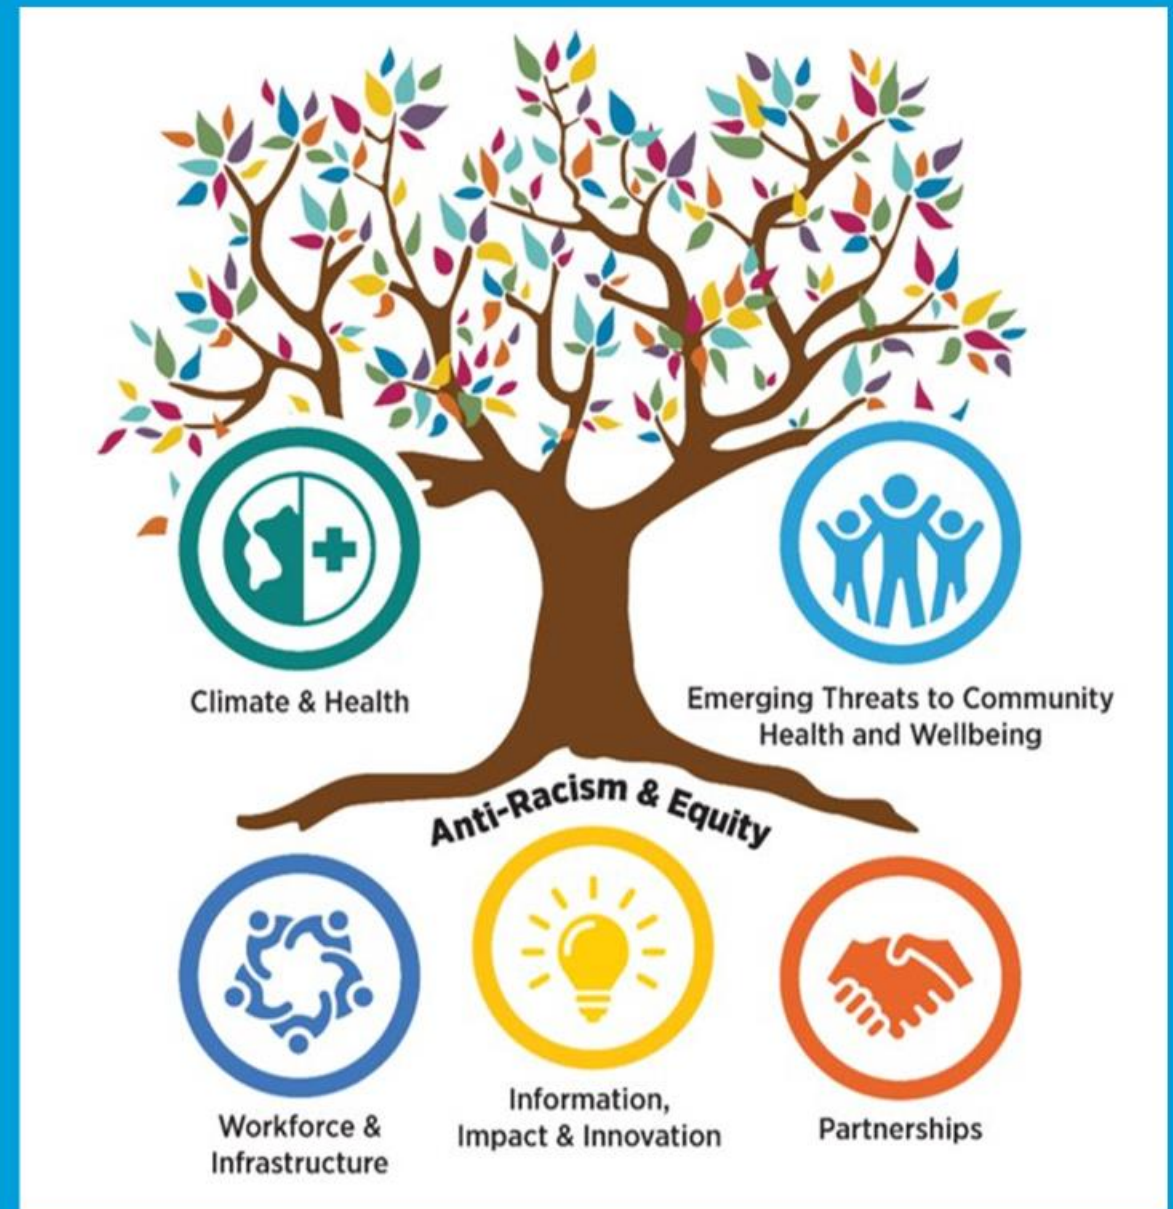 Climate & Health
Emerging Threats to Community
Health and Wellbeing
Anti-Racism & Equity
Workforce &
Infrastructure
Information,
Impact & Innovation
Partnerships